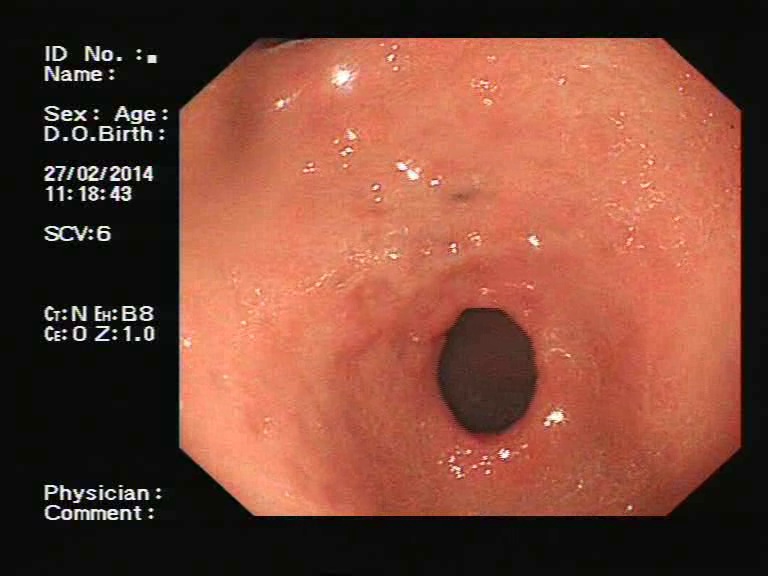 ID No. :
Name:
Sex: Age:
D.O.Birth:
27/02/2014
11:18:43
SCV:6
CT:N EH:B8
CE:0 Z:1.0
Physician:
Comment: